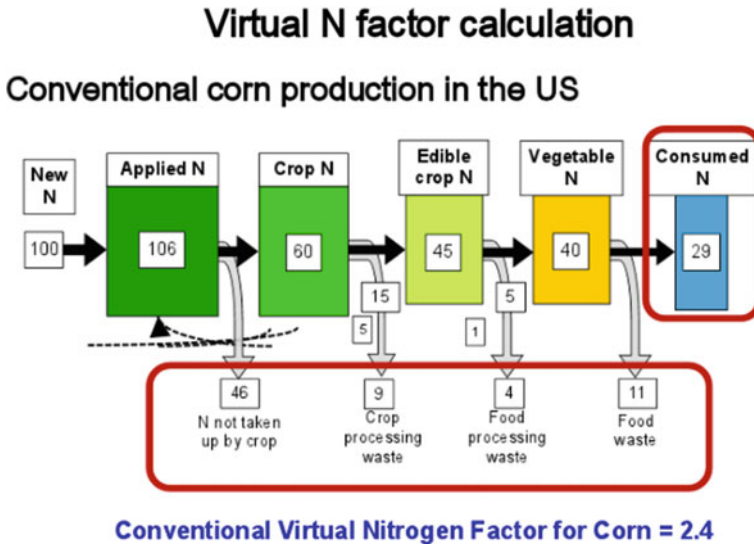 Virtual N factor calculation
Conventional corn production in the US
New
N
Applied N
Crop N
Edible
crop N
Vegetable
N
Consumed
N
100
106
60
45
40
29
15
5
5
1
46
9
4
11
N not taken
up by crop
Crop
processing
waste
Food
processing
waste
Food
waste
Conventional Virtual Nitrogen Factor for Corn = 2.4